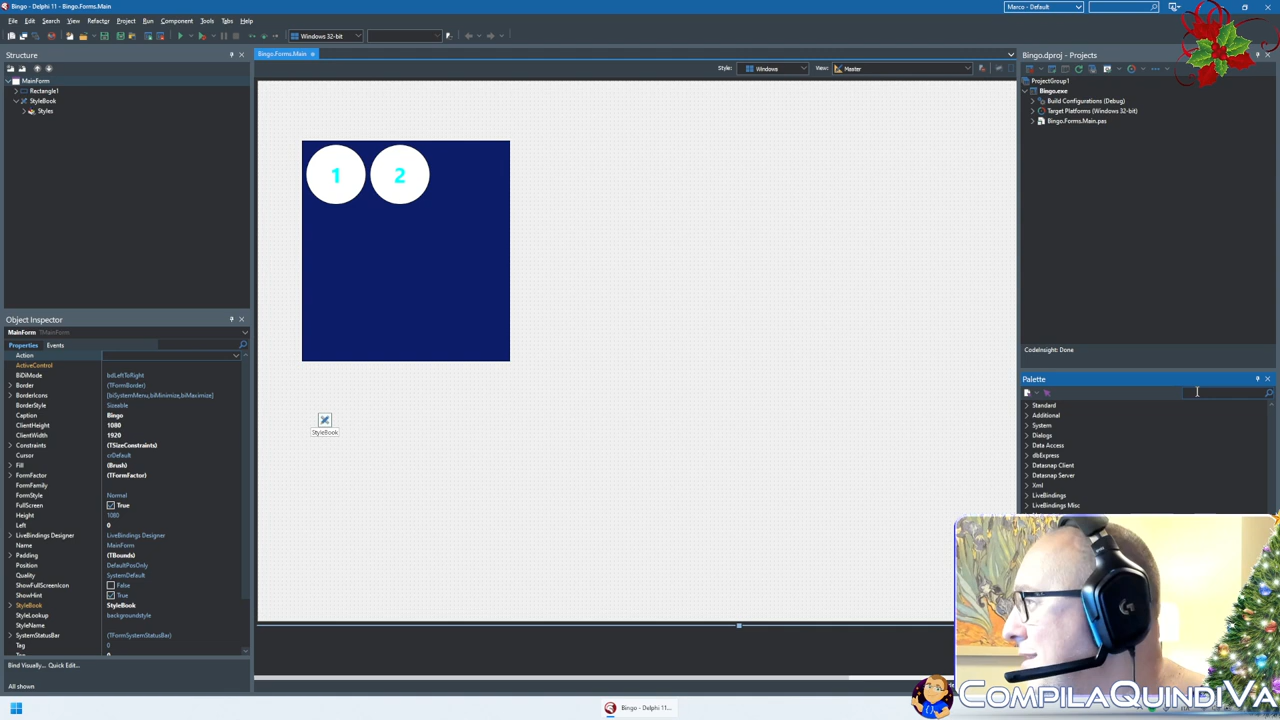 Bingo - Delphi 11 - Bingo.Forms.Main
Marco - Default
File Edit Search View Refactor Project Run Component Tools Tabs Help
Windows 32-bit
Structure
MainForm
Rectangle1
StyleBook
Styles
Object Inspector
MainForm TMainForm
Properties Events
Action
ActiveControl
BiDiMode bdLeftToRight
Border (TFormBorder)
BorderIcons [biSystemMenu,biMinimize,biMaximize]
BorderStyle Sizeable
Caption Bingo
ClientHeight 1080
ClientWidth 1920
Constraints (TSizeConstraints)
Cursor crDefault
Fill (Brush)
FormFactor (TFormFactor)
FormFamily
FormStyle Normal
FullScreen True
Height 1080
Left 0
LiveBindings Designer LiveBindings Designer
Name MainForm
Padding (TBounds)
Position DefaultPosOnly
Quality SystemDefault
ShowFullScreenIcon False
ShowHint True
StyleBook StyleBook
StyleLookup backgroundstyle
StyleName
SystemStatusBar (TFormSystemStatusBar)
Tag 0
Bind Visually... Quick Edit...
All shown
Bingo.Forms.Main
Style: Windows View: Master
1 2
StyleBook
Bingo.dproj - Projects
ProjectGroup1
Bingo.exe
Build Configurations (Debug)
Target Platforms (Windows 32-bit)
Bingo.Forms.Main.pas
CodeInsight: Done
Palette
Standard
Additional
System
Dialogs
Data Access
dbExpress
Datasnap Client
Datasnap Server
Xml
LiveBindings
LiveBindings Misc
Bingo - Delphi 11...
CompilaQuindiVa